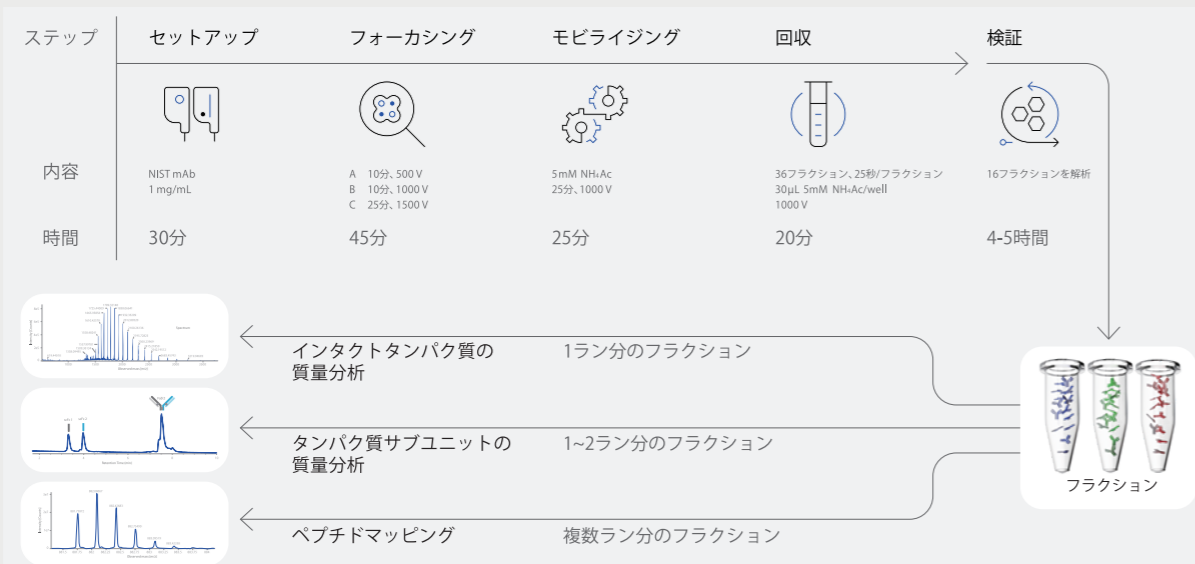 ステップ
セットアップ
フォーカシング
モビライジング
回収
検証
内容
NIST mAb
1 mg/mL
A 10分、500 V
B 10分、1000 V
C 25分、1500 V
5mM NH₄Ac
25分、1000 V
36フラクション、25秒/フラクション
30μL 5mM NH₄Ac/well
1000 V
16フラクションを解析
時間
30分
45分
25分
20分
4-5時間
インタクトタンパク質の
質量分析
1ラン分のフラクション
タンパク質サブユニットの
質量分析
1~2ラン分のフラクション
ペプチドマッピング
複数ラン分のフラクション
フラクション